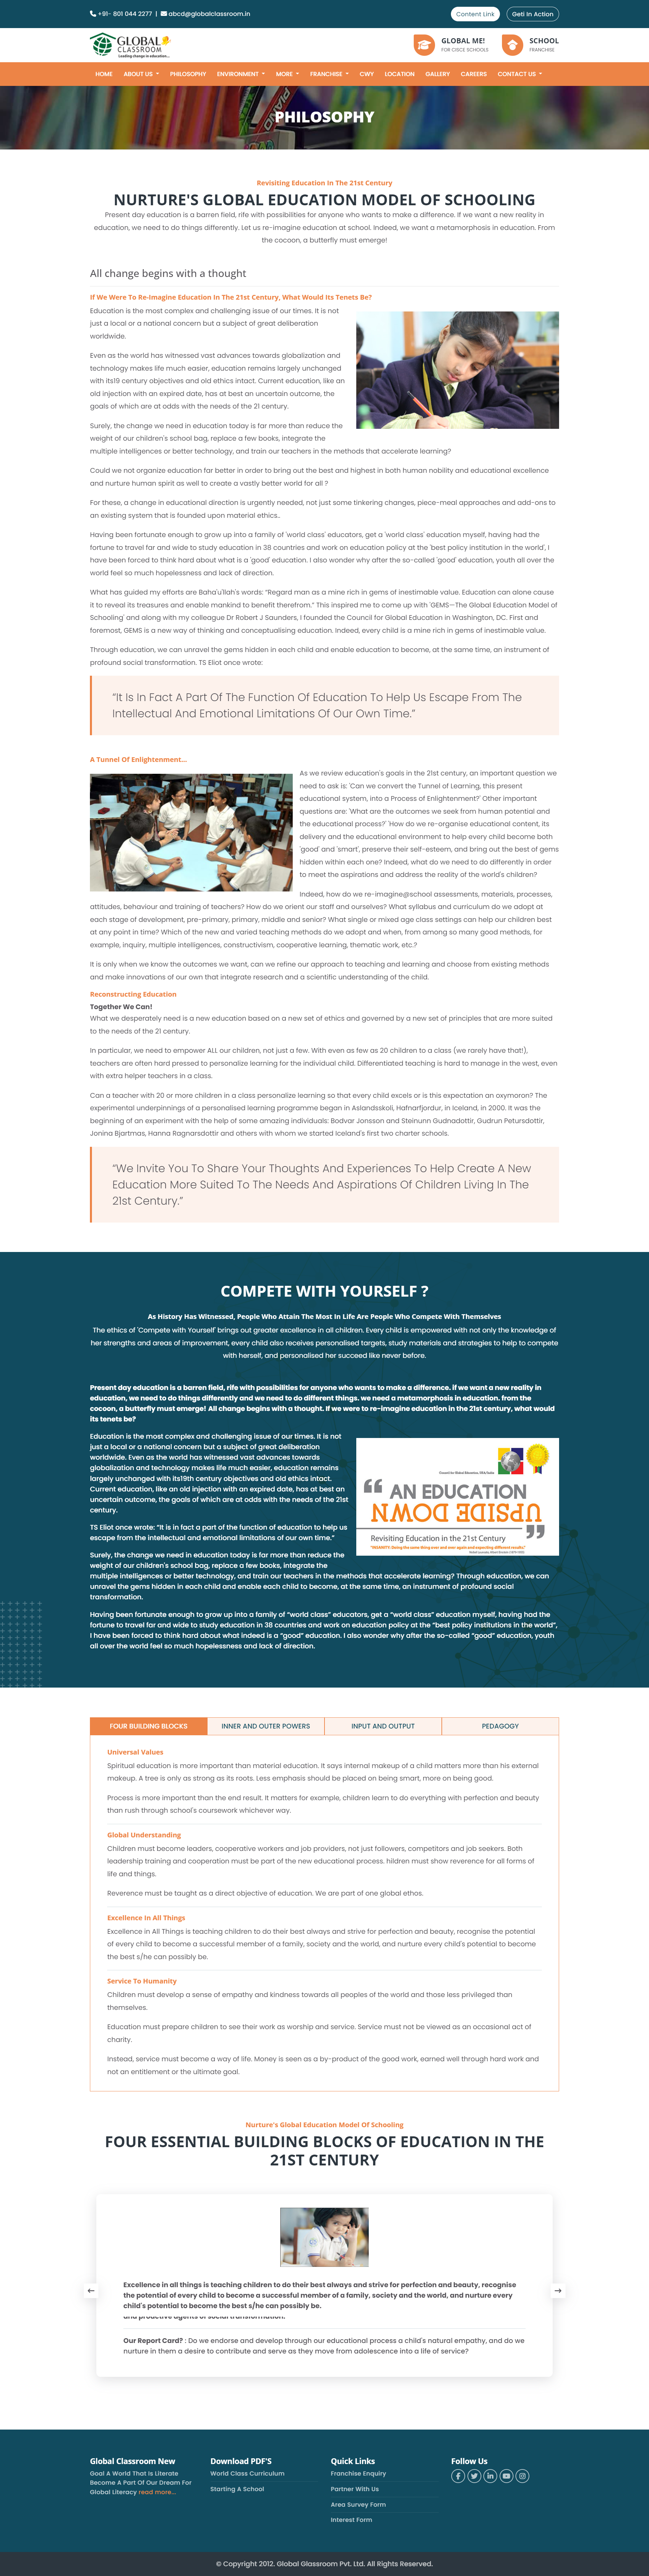 +91- 801 044 2277 | abcd@globalclassroom.in
Content Link
Geti In Action
GLOBAL
CLASSROOM
Leading change in education...
GLOBAL ME!
FOR CISCE SCHOOLS
SCHOOL
FRANCHISE
HOME ABOUT US PHILOSOPHY ENVIRONMENT MORE FRANCHISE CWY LOCATION GALLERY CAREERS CONTACT US
PHILOSOPHY
Revisiting Education In The 21st Century
NURTURE'S GLOBAL EDUCATION MODEL OF SCHOOLING
Present day education is a barren field, rife with possibilities for anyone who wants to make a difference. If we want a new reality in
education, we need to do things differently. Let us re-imagine education at school. Indeed, we want a metamorphosis in education. From
the cocoon, a butterfly must emerge!
All change begins with a thought
If We Were To Re-Imagine Education In The 21st Century, What Would Its Tenets Be?
Education is the most complex and challenging issue of our times. It is not
just a local or a national concern but a subject of great deliberation
worldwide.
Even as the world has witnessed vast advances towards globalization and
technology makes life much easier, education remains largely unchanged
with its19 century objectives and old ethics intact. Current education, like an
old injection with an expired date, has at best an uncertain outcome, the
goals of which are at odds with the needs of the 21 century.
Surely, the change we need in education today is far more than reduce the
weight of our children's school bag, replace a few books, integrate the
multiple intelligences or better technology, and train our teachers in the methods that accelerate learning?
Could we not organize education far better in order to bring out the best and highest in both human nobility and educational excellence
and nurture human spirit as well to create a vastly better world for all ?
For these, a change in educational direction is urgently needed, not just some tinkering changes, piece-meal approaches and add-ons to
an existing system that is founded upon material ethics..
Having been fortunate enough to grow up into a family of 'world class' educators, get a 'world class' education myself, having had the
fortune to travel far and wide to study education in 38 countries and work on education policy at the 'best policy institution in the world', I
have been forced to think hard about what is a 'good' education. I also wonder why after the so-called 'good' education, youth all over the
world feel so much hopelessness and lack of direction.
What has guided my efforts are Baha'u'llah's words: “Regard man as a mine rich in gems of inestimable value. Education can alone cause
it to reveal its treasures and enable mankind to benefit therefrom.” This inspired me to come up with 'GEMS—The Global Education Model of
Schooling' and along with my colleague Dr Robert J Saunders, I founded the Council for Global Education in Washington, DC. First and
foremost, GEMS is a new way of thinking and conceptualising education. Indeed, every child is a mine rich in gems of inestimable value.
Through education, we can unravel the gems hidden in each child and enable education to become, at the same time, an instrument of
profound social transformation. TS Eliot once wrote:
“It Is In Fact A Part Of The Function Of Education To Help Us Escape From The
Intellectual And Emotional Limitations Of Our Own Time.”
A Tunnel Of Enlightenment...
As we review education's goals in the 21st century, an important question we
need to ask is: 'Can we convert the Tunnel of Learning, this present
educational system, into a Process of Enlightenment?' Other important
questions are: 'What are the outcomes we seek from human potential and
the educational process?' 'How do we re-organise educational content, its
delivery and the educational environment to help every child become both
'good' and 'smart', preserve their self-esteem, and bring out the best of gems
hidden within each one? Indeed, what do we need to do differently in order
to meet the aspirations and address the reality of the world's children?
Indeed, how do we re-imagine@school assessments, materials, processes,
attitudes, behaviour and training of teachers? How do we orient our staff and ourselves? What syllabus and curriculum do we adopt at
each stage of development, pre-primary, primary, middle and senior? What single or mixed age class settings can help our children best
at any point in time? Which of the new and varied teaching methods do we adopt and when, from among so many good methods, for
example, inquiry, multiple intelligences, constructivism, cooperative learning, thematic work, etc.?
It is only when we know the outcomes we want, can we refine our approach to teaching and learning and choose from existing methods
and make innovations of our own that integrate research and a scientific understanding of the child.
Reconstructing Education
Together We Can!
What we desperately need is a new education based on a new set of ethics and governed by a new set of principles that are more suited
to the needs of the 21 century.
In particular, we need to empower ALL our children, not just a few. With even as few as 20 children to a class (we rarely have that!),
teachers are often hard pressed to personalize learning for the individual child. Differentiated teaching is hard to manage in the west, even
with extra helper teachers in a class.
Can a teacher with 20 or more children in a class personalize learning so that every child excels or is this expectation an oxymoron? The
experimental underpinnings of a personalised learning programme began in Aslandsskoli, Hafnarfjordur, in Iceland, in 2000. It was the
beginning of an experiment with the help of some amazing individuals: Bodvar Jonsson and Steinunn Gudnadottir, Gudrun Petursdottir,
Jonina Bjartmas, Hanna Ragnarsdottir and others with whom we started Iceland's first two charter schools.
“We Invite You To Share Your Thoughts And Experiences To Help Create A New
Education More Suited To The Needs And Aspirations Of Children Living In The
21st Century.”
COMPETE WITH YOURSELF ?
As History Has Witnessed, People Who Attain The Most In Life Are People Who Compete With Themselves
The ethics of 'Compete with Yourself' brings out greater excellence in all children. Every child is empowered with not only the knowledge of
her strengths and areas of improvement, every child also receives personalised targets, study materials and strategies to help to compete
with herself, and personalised her succeed like never before.
Present day education is a barren field, rife with possibilities for anyone who wants to make a difference. if we want a new reality in
education, we need to do things differently and we need to do different things. we need a metamorphosis in education. from the
cocoon, a butterfly must emerge! All change begins with a thought. If we were to re-imagine education in the 21st century, what would
its tenets be?
Education is the most complex and challenging issue of our times. It is not
just a local or a national concern but a subject of great deliberation
worldwide. Even as the world has witnessed vast advances towards
globalization and technology makes life much easier, education remains
largely unchanged with its19th century objectives and old ethics intact.
Current education, like an old injection with an expired date, has at best an
uncertain outcome, the goals of which are at odds with the needs of the 21st
century.
TS Eliot once wrote: “It is in fact a part of the function of education to help us
escape from the intellectual and emotional limitations of our own time.”
Surely, the change we need in education today is far more than reduce the
weight of our children's school bag, replace a few books, integrate the
multiple intelligences or better technology, and train our teachers in the methods that accelerate learning? Through education, we can
unravel the gems hidden in each child and enable each child to become, at the same time, an instrument of profound social
transformation.
Having been fortunate enough to grow up into a family of “world class” educators, get a “world class” education myself, having had the
fortune to travel far and wide to study education in 38 countries and work on education policy at the “best policy institutions in the world”,
I have been forced to think hard about what indeed is a “good” education. I also wonder why after the so-called “good” education, youth
all over the world feel so much hopelessness and lack of direction.
“ AN EDUCATION
UPSIDE DOWN
Revisiting Education in the 21st Century ”
FOUR BUILDING BLOCKS
INNER AND OUTER POWERS
INPUT AND OUTPUT
PEDAGOGY
Universal Values
Spiritual education is more important than material education. It says internal makeup of a child matters more than his external
makeup. A tree is only as strong as its roots. Less emphasis should be placed on being smart, more on being good.
Process is more important than the end result. It matters for example, children learn to do everything with perfection and beauty
than rush through school's coursework whichever way.
Global Understanding
Children must become leaders, cooperative workers and job providers, not just followers, competitors and job seekers. Both
leadership training and cooperation must be part of the new educational process. hildren must show reverence for all forms of
life and things.
Reverence must be taught as a direct objective of education. We are part of one global ethos.
Excellence In All Things
Excellence in All Things is teaching children to do their best always and strive for perfection and beauty, recognise the potential
of every child to become a successful member of a family, society and the world, and nurture every child's potential to become
the best s/he can possibly be.
Service To Humanity
Children must develop a sense of empathy and kindness towards all peoples of the world and those less privileged than
themselves.
Education must prepare children to see their work as worship and service. Service must not be viewed as an occasional act of
charity.
Instead, service must become a way of life. Money is seen as a by-product of the good work, earned well through hard work and
not an entitlement or the ultimate goal.
Nurture's Global Education Model Of Schooling
FOUR ESSENTIAL BUILDING BLOCKS OF EDUCATION IN THE
21ST CENTURY
Excellence in all things is teaching children to do their best always and strive for perfection and beauty, recognise
the potential of every child to become a successful member of a family, society and the world, and nurture every
child's potential to become the best s/he can possibly be.
and proactive agents of social transformation.
Our Report Card? : Do we endorse and develop through our educational process a child's natural empathy, and do we
nurture in them a desire to contribute and serve as they move from adolescence into a life of service?
Global Classroom New
Goal A World That Is Literate
Become A Part Of Our Dream For
Global Literacy read more...
Download PDF'S
World Class Curriculum
Starting A School
Quick Links
Franchise Enquiry
Partner With Us
Area Survey Form
Interest Form
Follow Us
© Copyright 2012. Global Glassroom Pvt. Ltd. All Rights Reserved.